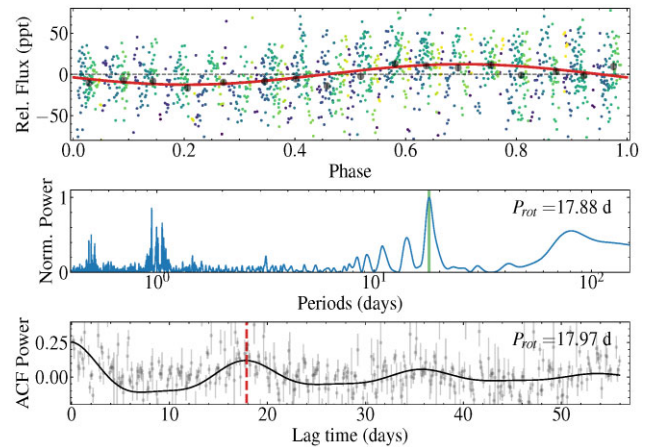 Rel. Flux (ppt)
50
0
−50
0.0 0.2 0.4 0.6 0.8 1.0
Phase
Norm. Power
1
0
P_rot =17.88 d
10^0 10^1 10^2
Periods (days)
ACF Power
0.25
0.00
P_rot =17.97 d
0 10 20 30 40 50
Lag time (days)